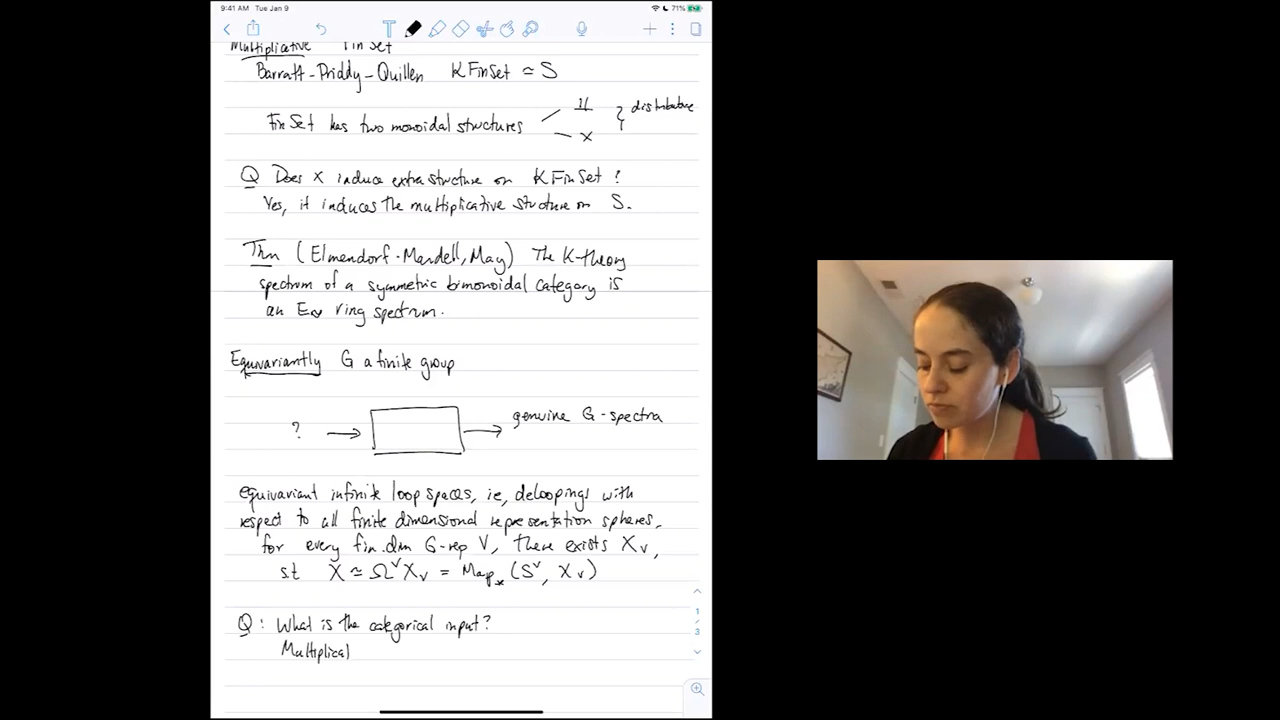 9:41 AM Tue Jan 9
71%
Multiplicative FinSet
Barratt-Priddy-Quillen KFinSet ≃ S
FinSet has two monoidal structures ⨿ × } distributive
Q Does × induce extra structure on KFinSet?
Yes, it induces the multiplicative stucture on S.
Thm (Elmendorf-Mandell, May) The K-theory
spectrum of a symmetric bimonoidal category is
an E∞ ring spectrum.
Equivariantly G a finite group
? → → genuine G-spectra
equivariant infinite loop spaces, ie, deloopings with
respect to all finite dimensional representation spheres,
for every fin.dim G-rep V, there exists X_V,
s.t X ≃ Ω^V X_V = Map_*(S^V, X_V)
Q: What is the categorical input?
Multiplical
1
/
3